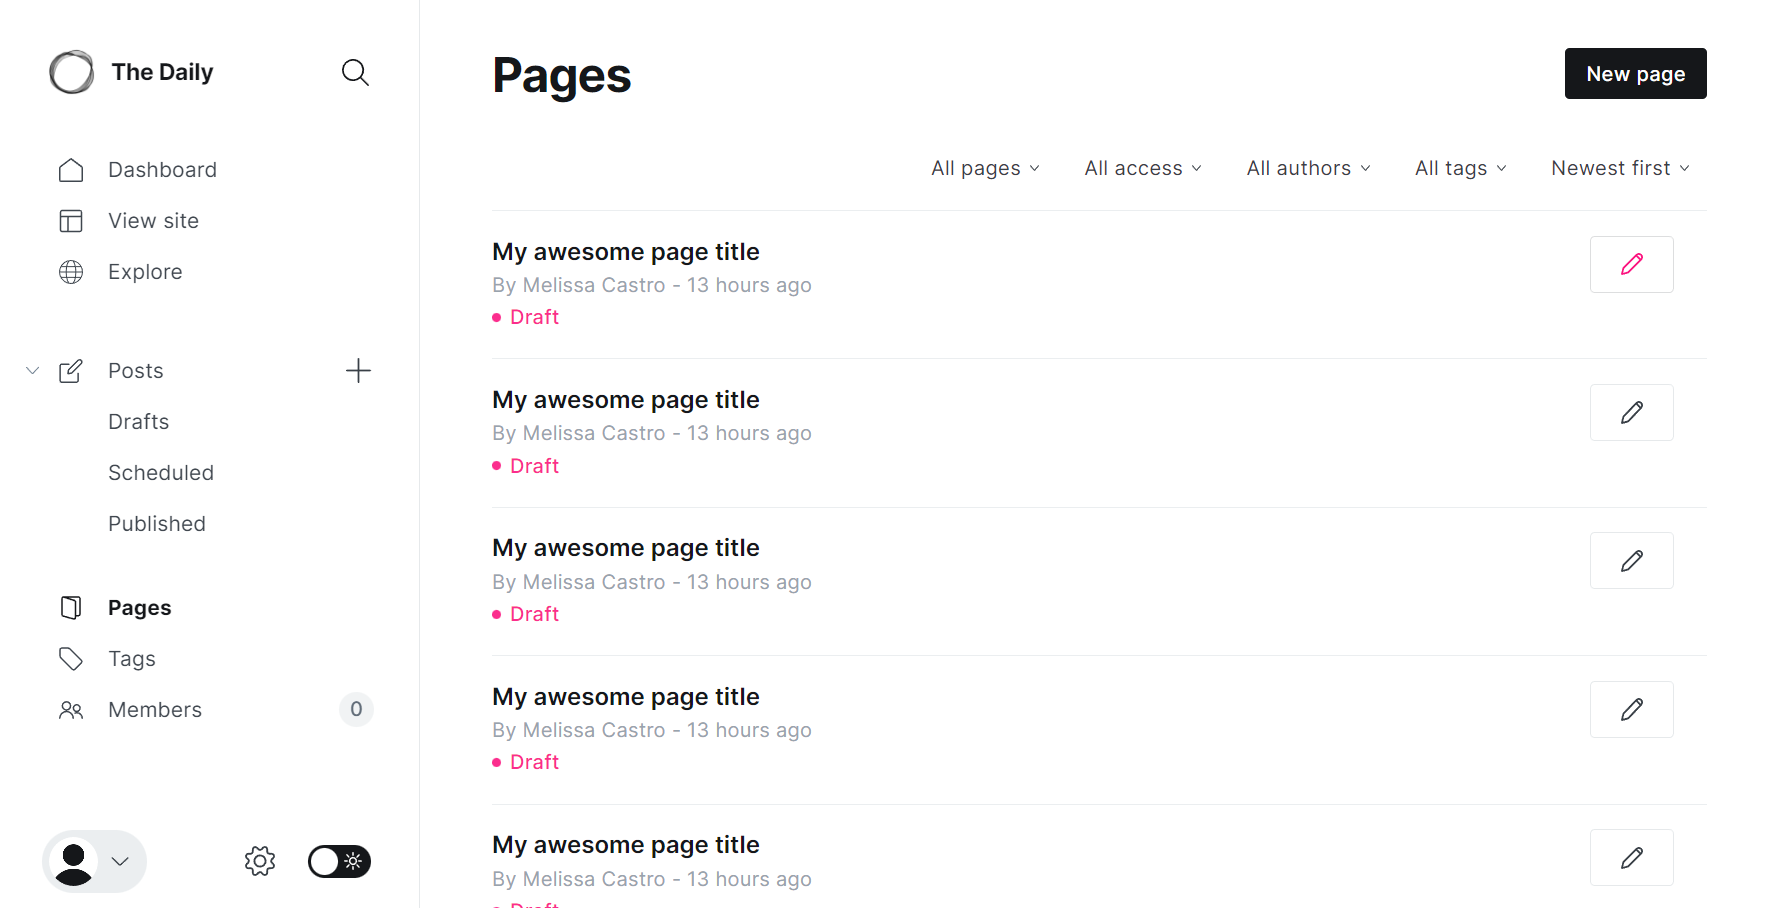 The Daily
Dashboard
View site
Explore
Posts
Drafts
Scheduled
Published
Pages
Tags
Members 0
Pages
New page
All pages All access All authors All tags Newest first
My awesome page title
By Melissa Castro - 13 hours ago
Draft
My awesome page title
By Melissa Castro - 13 hours ago
Draft
My awesome page title
By Melissa Castro - 13 hours ago
Draft
My awesome page title
By Melissa Castro - 13 hours ago
Draft
My awesome page title
By Melissa Castro - 13 hours ago
Draft